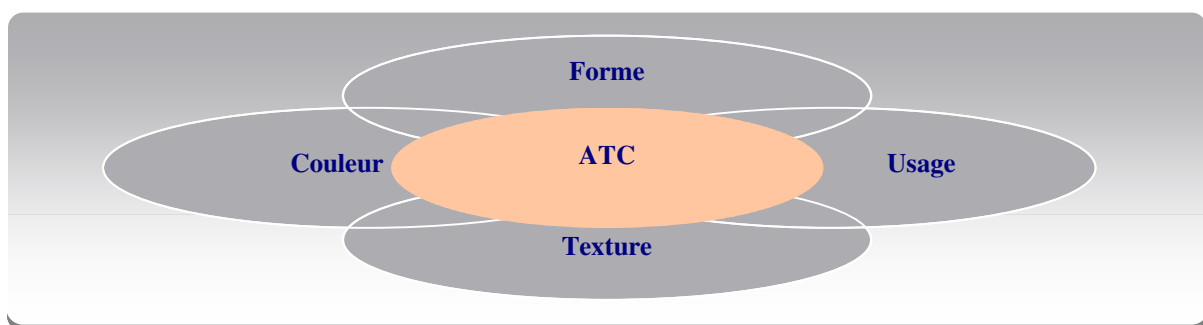 Forme
Couleur
ATC
Usage
Texture